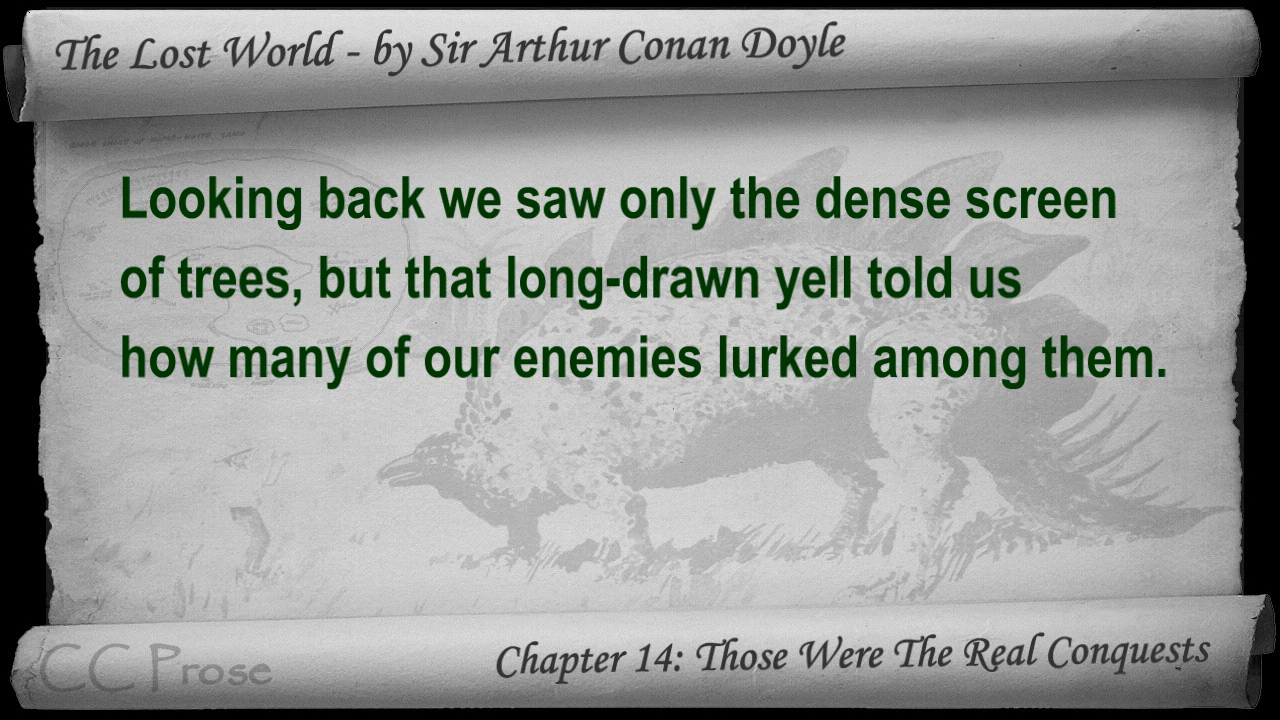 The Lost World - by Sir Arthur Conan Doyle
Looking back we saw only the dense screen
of trees, but that long-drawn yell told us
how many of our enemies lurked among them.
CC Prose
Chapter 14: Those Were The Real Conquests